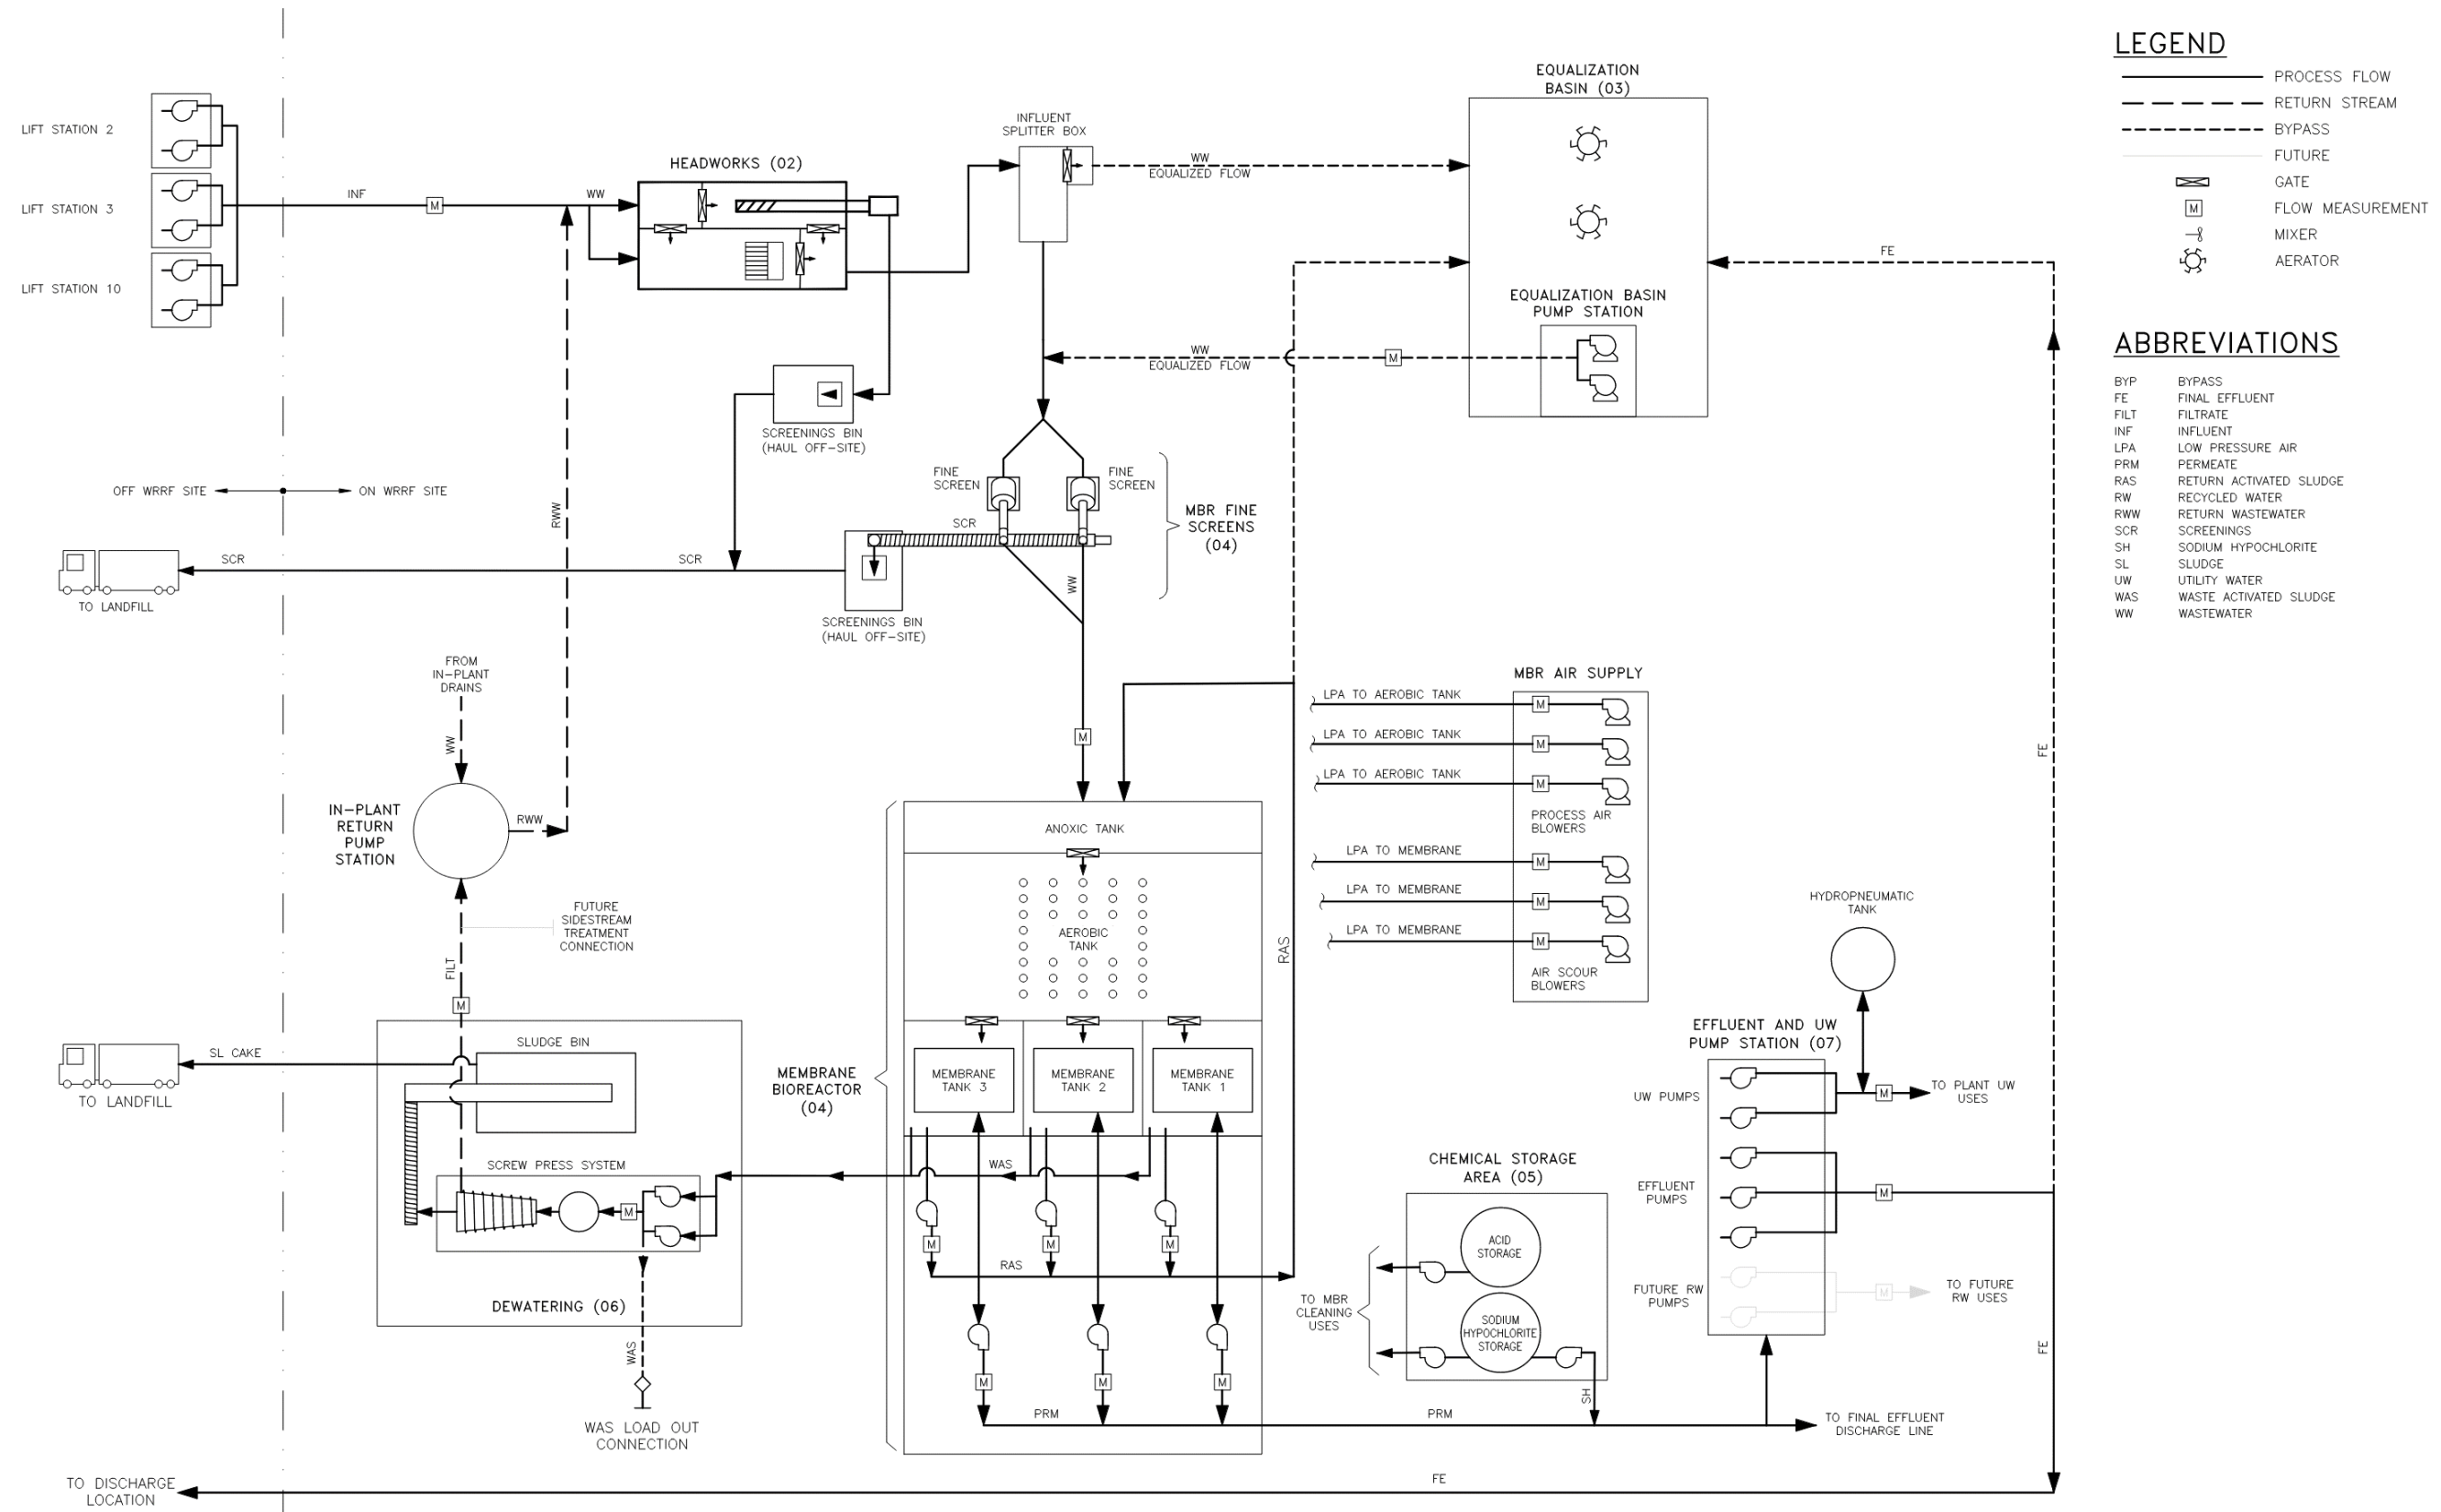 LIFT STATION 2
LIFT STATION 3
LIFT STATION 10
INF
M
WW
HEADWORKS (02)
INFLUENT
SPLITTER BOX
WW
EQUALIZED FLOW
EQUALIZATION
BASIN (03)
EQUALIZATION BASIN
PUMP STATION
WW
EQUALIZED FLOW
M
FE
LEGEND
PROCESS FLOW
RETURN STREAM
BYPASS
FUTURE
GATE
M
FLOW MEASUREMENT
MIXER
AERATOR
ABBREVIATIONS
BYP BYPASS
FE FINAL EFFLUENT
FILT FILTRATE
INF INFLUENT
LPA LOW PRESSURE AIR
PRM PERMEATE
RAS RETURN ACTIVATED SLUDGE
RW RECYCLED WATER
RWW RETURN WASTEWATER
SCR SCREENINGS
SH SODIUM HYPOCHLORITE
SL SLUDGE
UW UTILITY WATER
WAS WASTE ACTIVATED SLUDGE
WW WASTEWATER
SCREENINGS BIN
(HAUL OFF-SITE)
OFF WRRF SITE
ON WRRF SITE
RWW
FINE
SCREEN
FINE
SCREEN
SCR
MBR FINE
SCREENS
(04)
WW
SCR
SCR
TO LANDFILL
SCREENINGS BIN
(HAUL OFF-SITE)
FROM
IN-PLANT
DRAINS
WW
IN-PLANT
RETURN
PUMP
STATION
RWW
FUTURE
SIDESTREAM
TREATMENT
CONNECTION
FILT
M
M
ANOXIC TANK
AEROBIC
TANK
MEMBRANE
TANK 3
MEMBRANE
TANK 2
MEMBRANE
TANK 1
MEMBRANE
BIOREACTOR
(04)
RAS
MBR AIR SUPPLY
LPA TO AEROBIC TANK
M
LPA TO AEROBIC TANK
M
LPA TO AEROBIC TANK
M
PROCESS AIR
BLOWERS
LPA TO MEMBRANE
M
LPA TO MEMBRANE
M
LPA TO MEMBRANE
M
AIR SCOUR
BLOWERS
FE
HYDROPNEUMATIC
TANK
EFFLUENT AND UW
PUMP STATION (07)
UW PUMPS
M
TO PLANT UW
USES
EFFLUENT
PUMPS
M
FUTURE RW
PUMPS
M
TO FUTURE
RW USES
SL CAKE
TO LANDFILL
SLUDGE BIN
SCREW PRESS SYSTEM
M
DEWATERING (06)
WAS
WAS LOAD OUT
CONNECTION
WAS
M
M
M
RAS
M
M
M
PRM
PRM
CHEMICAL STORAGE
AREA (05)
ACID
STORAGE
SODIUM
HYPOCHLORITE
STORAGE
TO MBR
CLEANING
USES
SH
TO FINAL EFFLUENT
DISCHARGE LINE
FE
FE
TO DISCHARGE
LOCATION